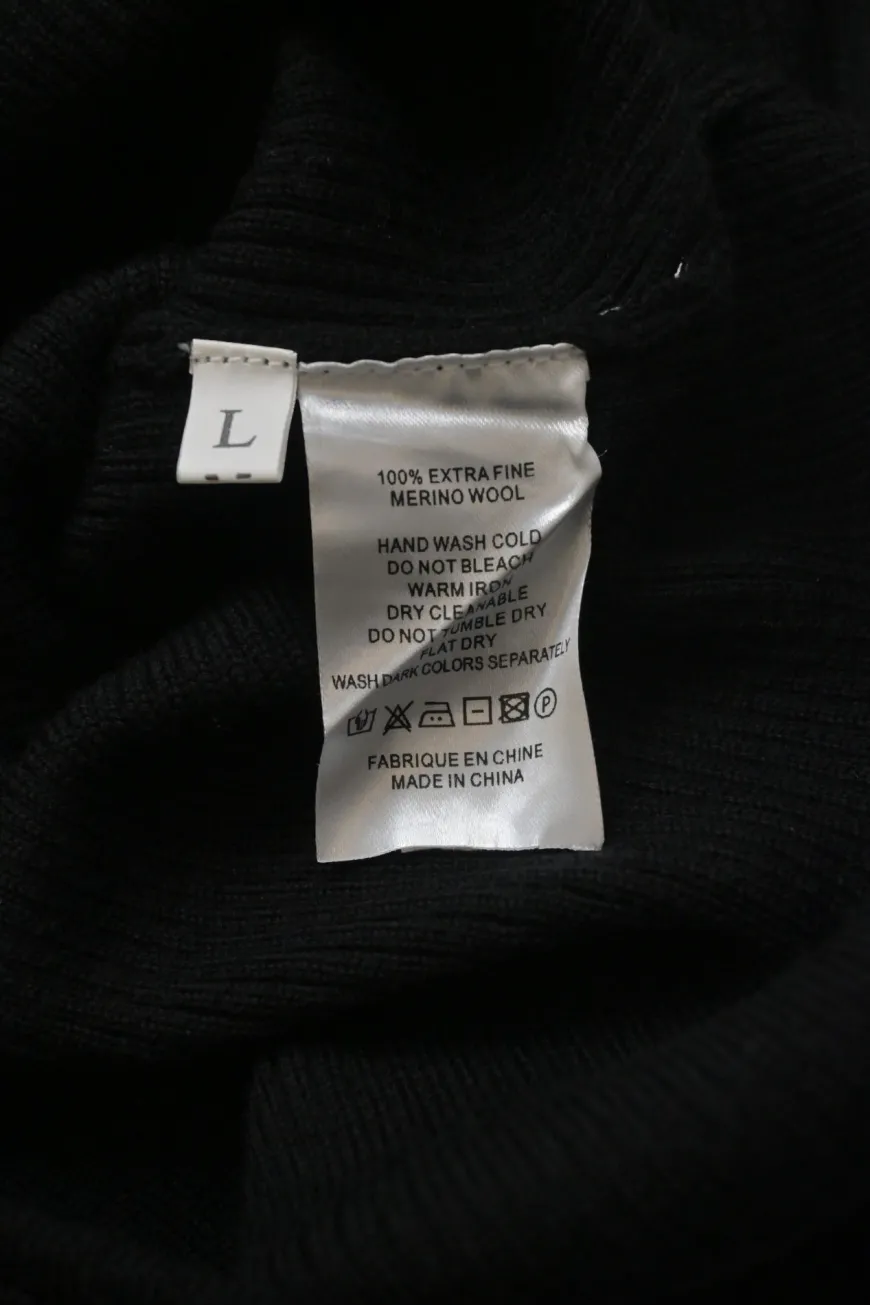 L
100% EXTRA FINE
MERINO WOOL
HAND WASH COLD
DO NOT BLEACH
WARM IRON
DRY CLEANABLE
DO NOT TUMBLE DRY
FLAT DRY
WASH DARK COLORS SEPARATELY
P
FABRIQUE EN CHINE
MADE IN CHINA